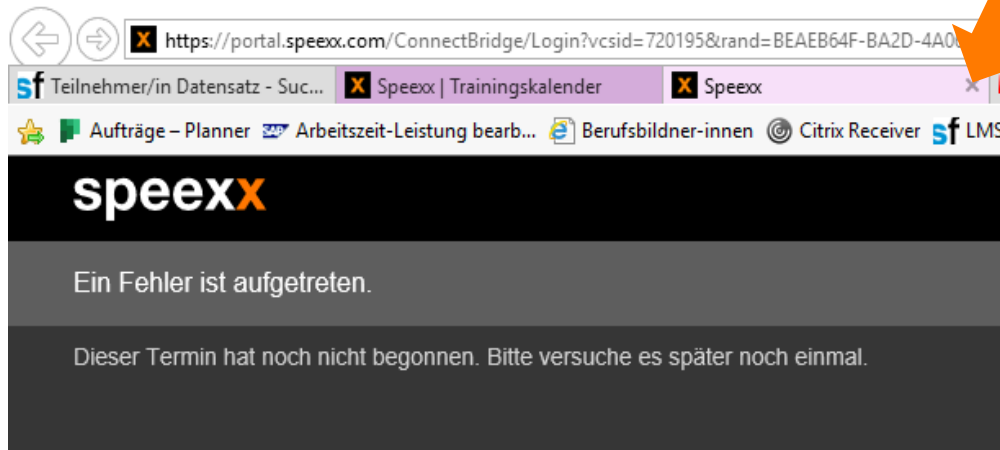 https://portal.speexx.com/ConnectBridge/Login?vcsid=720195&rand=BEAEB64F-BA2D-4A0
Teilnehmer/in Datensatz - Suc... Speexx | Trainingskalender Speexx
Aufträge – Planner Arbeitszeit-Leistung bearb... Berufsbildner-innen Citrix Receiver LMS
speexx
Ein Fehler ist aufgetreten.
Dieser Termin hat noch nicht begonnen. Bitte versuche es später noch einmal.